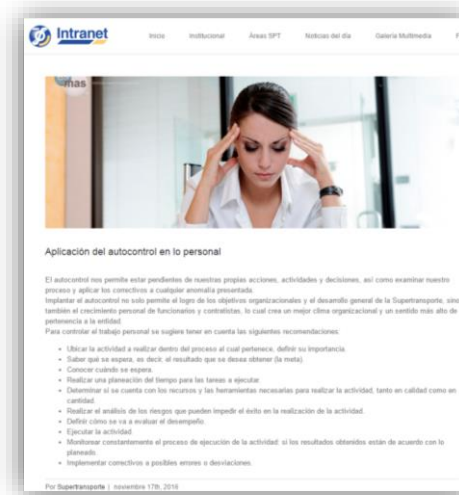 Intranet
Inicio
Institucional
Áreas SPT
Noticias del día
Galería Multimedia
mas
Aplicación del autocontrol en lo personal
El autocontrol nos permite estar pendientes de nuestras propias acciones, actividades y decisiones, así como examinar nuestro
proceso y aplicar los correctivos a cualquier anomalía presentada.
Implantar el autocontrol no solo permite el logro de los objetivos organizacionales y el desarrollo general de la Supertransporte, sino
también el crecimiento personal de funcionarios y contratistas, lo cual crea un mejor clima organizacional y un sentido más alto de
pertenencia a la entidad.
Para controlar el trabajo personal se sugiere tener en cuenta las siguientes recomendaciones:
Ubicar la actividad a realizar dentro del proceso al cual pertenece, definir su importancia
Saber qué se espera, es decir, el resultado que se desea obtener (la meta).
Conocer cuándo se espera.
Realizar una planeación del tiempo para las tareas a ejecutar.
Determinar si se cuenta con los recursos y las herramientas necesarias para realizar la actividad, tanto en calidad como en
cantidad.
Realizar el análisis de los riesgos que pueden impedir el éxito en la realización de la actividad.
Definir cómo se va a evaluar el desempeño.
Ejecutar la actividad.
Monitorear constantemente el proceso de ejecución de la actividad: si los resultados obtenidos están de acuerdo con lo
planeado.
Implementar correctivos a posibles errores o desviaciones.
Por Supertransporte | noviembre 17th, 2016